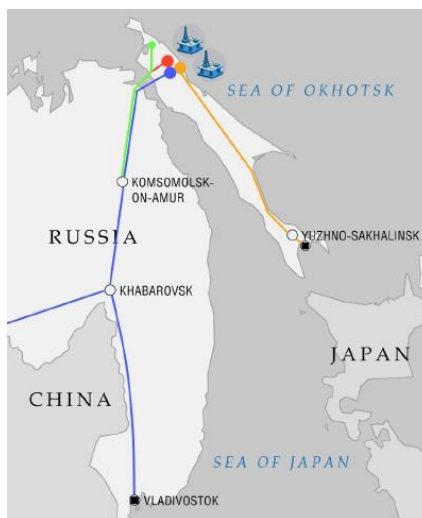 SEA OF OKHOTSK
KOMSOMOLSK-
ON-AMUR
RUSSIA
YUZHNO-SAKHALINSK
KHABAROVSK
JAPAN
CHINA
SEA OF JAPAN
VLADIVOSTOK